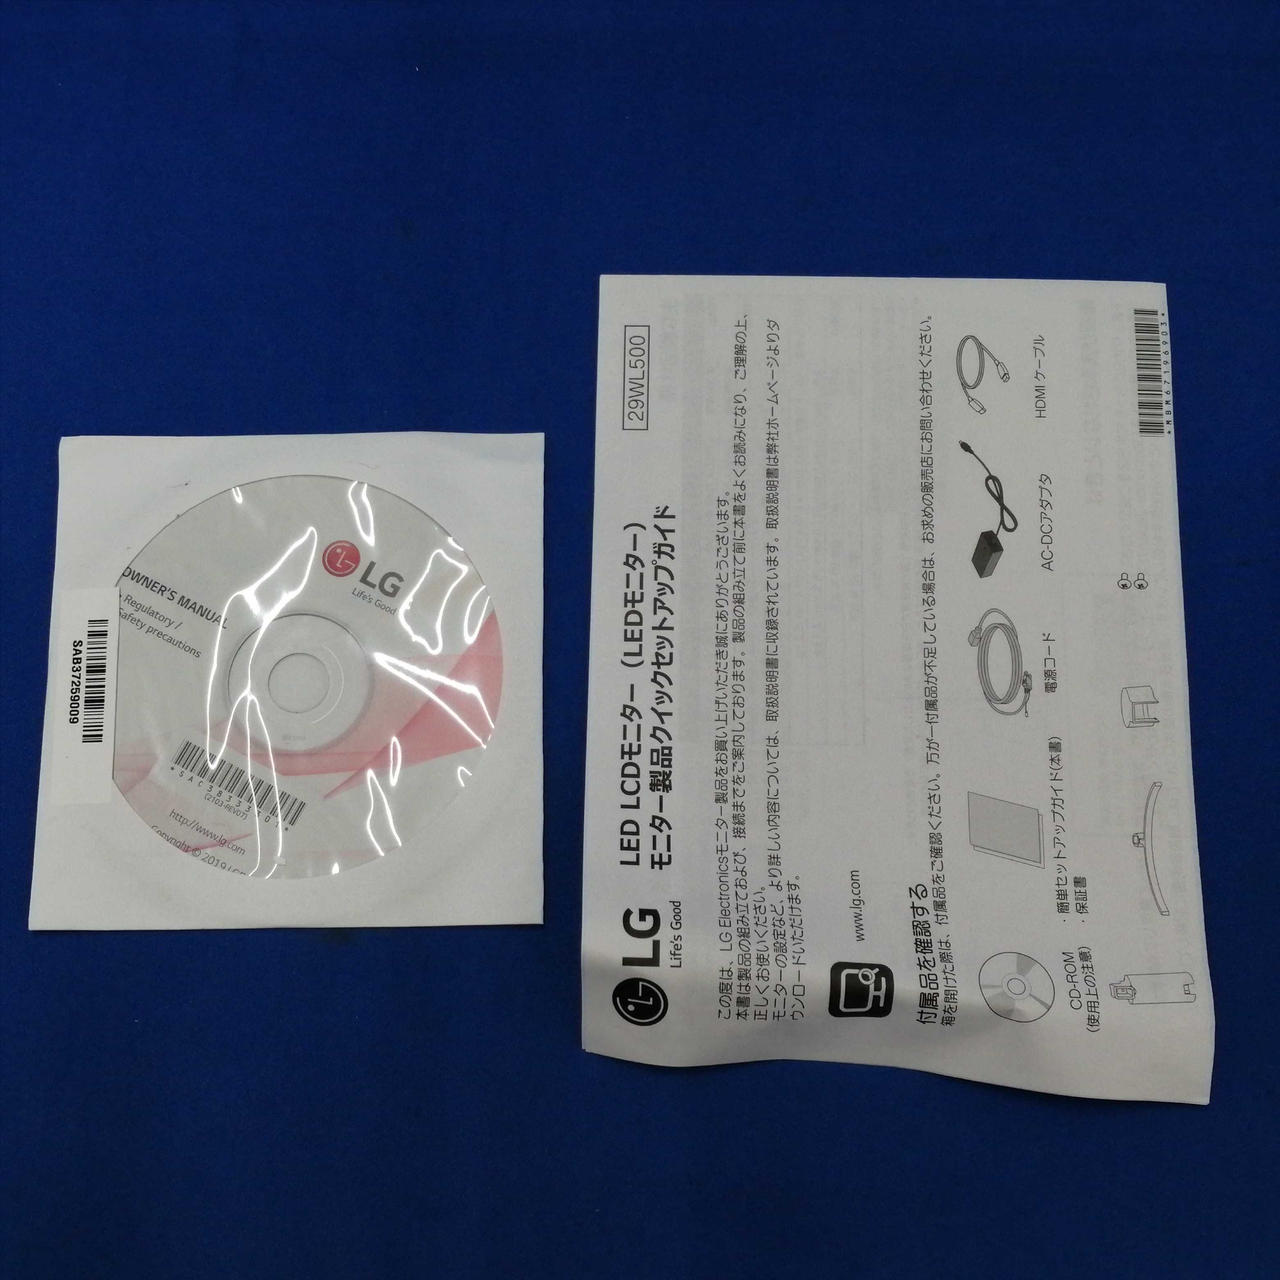 SAB37259009
LG
Life's Good
OWNER'S MANUAL
Regulatory /
Safety precautions
(2103-REV07)
http://www.lg.com
Copyright © 2019 LG
LG
Life's Good
LED LCDモニター（LEDモニター）
モニター製品クイックセットアップガイド
29WL500
この度は、LG Electronicsモニター製品をお買い上げいただき誠にありがとうございます。
本書は製品の組み立ておよび、接続までをご案内しております。製品の組み立て前に本書をよくお読みになり、ご理解の上、
正しくお使いください。
モニターの設定など、より詳しい内容については、取扱説明書に収録されています。取扱説明書は弊社ホームページよりダ
ウンロードいただけます。
www.lg.com
付属品を確認する
箱を開けた際は、付属品をご確認ください。万が一付属品が不足している場合は、お求めの販売店にお問い合わせください。
CD-ROM
(使用上の注意)
・簡単セットアップガイド(本書)
・保証書
電源コード
AC-DCアダプタ
HDMI ケーブル
*MBM67196903*